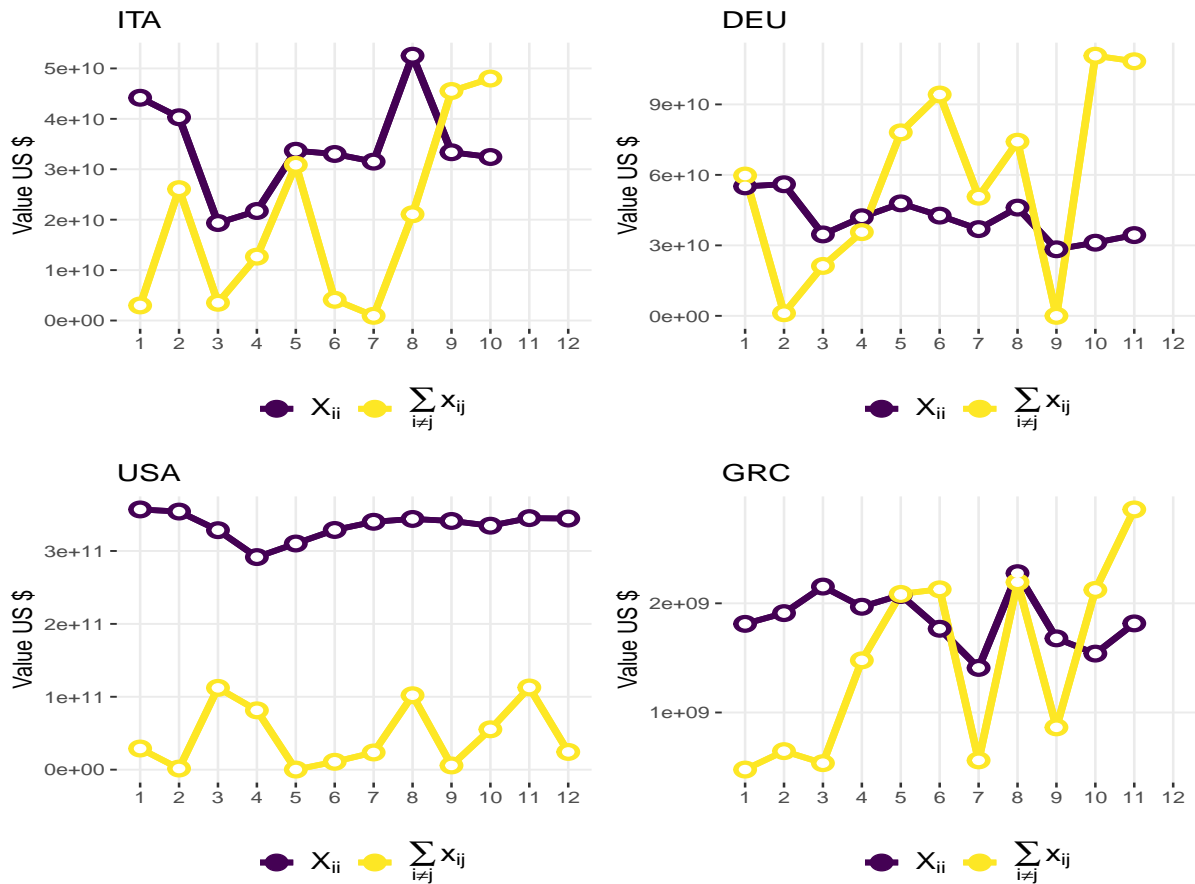 ITA
Value US $
5e+10
4e+10
3e+10
2e+10
1e+10
0e+00
1 2 3 4 5 6 7 8 9 10 11 12
X_ii ∑_{i≠j} x_ij
DEU
Value US $
9e+10
6e+10
3e+10
0e+00
1 2 3 4 5 6 7 8 9 10 11 12
X_ii ∑_{i≠j} x_ij
USA
Value US $
3e+11
2e+11
1e+11
0e+00
1 2 3 4 5 6 7 8 9 10 11 12
X_ii ∑_{i≠j} x_ij
GRC
Value US $
2e+09
1e+09
1 2 3 4 5 6 7 8 9 10 11 12
X_ii ∑_{i≠j} x_ij